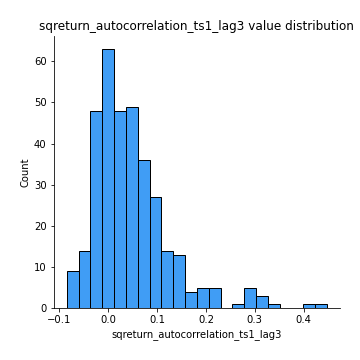 sqreturn_autocorrelation_ts1_lag3 value distribution
60
50
40
30
20
10
0
Count
−0.1 0.0 0.1 0.2 0.3 0.4
sqreturn_autocorrelation_ts1_lag3